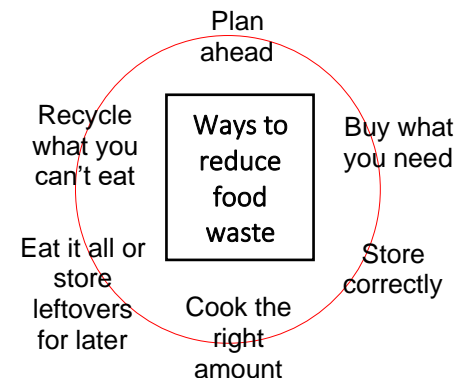 Plan
ahead
Ways to
reduce
food
waste
Buy what
you need
Store
correctly
Cook the
right
amount
Eat it all or
store
leftovers
for later
Recycle
what you
can't eat